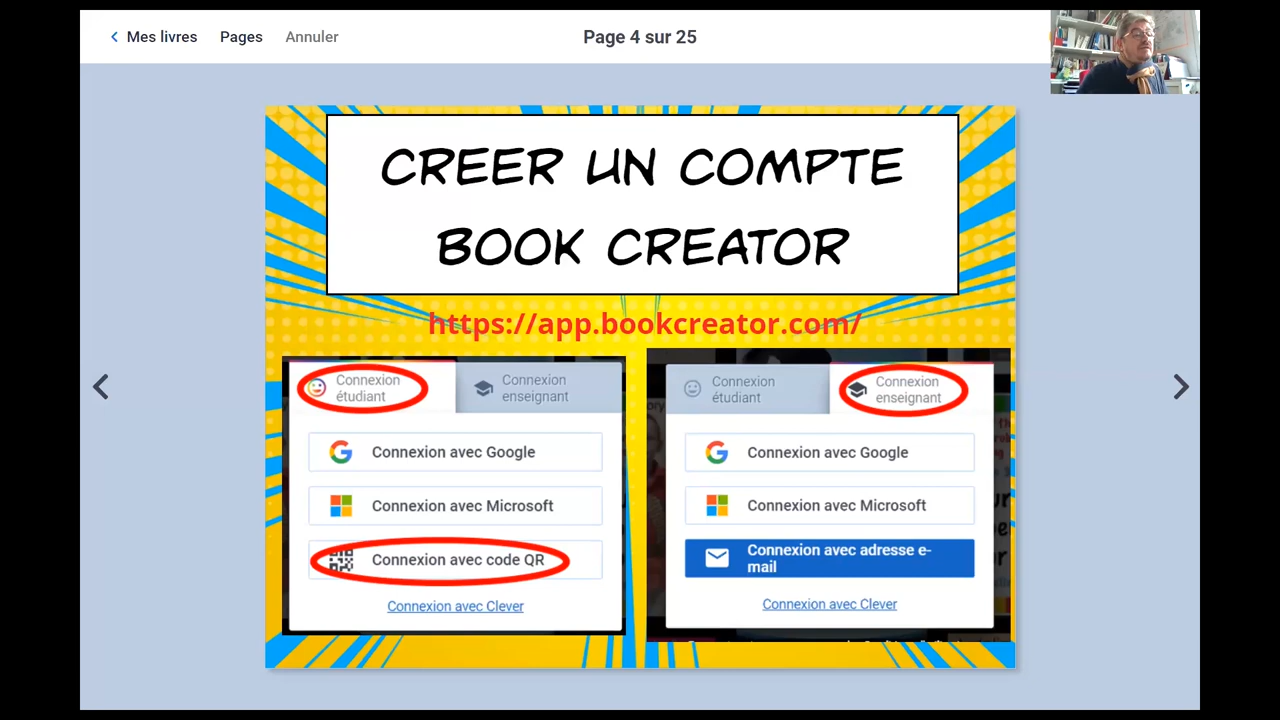 Mes livres
Pages
Annuler
Page 4 sur 25
CREER UN COMPTE
BOOK CREATOR
https://app.bookcreator.com/
Connexion
étudiant
Connexion
enseignant
Connexion avec Google
Connexion avec Microsoft
Connexion avec code QR
Connexion avec Clever
Connexion
étudiant
Connexion
enseignant
Connexion avec Google
Connexion avec Microsoft
Connexion avec adresse e-
mail
Connexion avec Clever